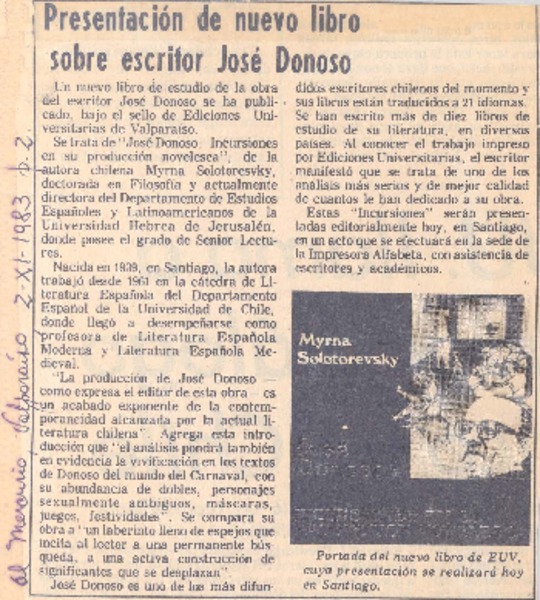 Presentación de nuevo libro
sobre escritor José Donoso
Un nuevo libro de estudio de la obra
del escritor José Donoso se ha publi-
cado, bajo el sello de Ediciones Uni-
versitarias de Valparaíso.
Se trata de "José Donoso, Incursiones
en su producción novelesca", de la
autora chilena Myrna Solotorevsky,
doctorada en Filosofía y actualmente
directora del Departamento de Estudios
Españoles y Latinoamericanos de la
Universidad Hebrea de Jerusalén,
donde posee el grado de Senior Lectu-
res.
Nacida en 1939, en Santiago, la autora
trabajó desde 1961 en la cátedra de Li-
teratura Española del Departamento
Español de la Universidad de Chile,
donde llegó a desempeñarse como
profesora de Literatura Española
Moderna y Literatura Española Me-
dieval.
"La producción de José Donoso —
como expresa el editor de esta obra — es
un acabado exponente de la contem-
porancidad alcanzada por la actual li-
teratura chilena". Agrega esta intro-
ducción que "el análisis pondrá también
en evidencia la vivificación en los textos
de Donoso del mundo del Carnaval, con
su abundancia de dobles, personajes
sexualmente ambiguos, máscaras,
juegos, festividades". Se compara su
obra a "un laberinto lleno de espejos que
incita al lector a una permanente bús-
queda, a una activa construcción de
significantes que se desplazan"
José Donoso es uno de los más difun-
didos escritores chilenos del momento y
sus libros están traducidos a 21 idiomas.
Se han escrito más de diez libros de
estudio de su literatura, en diversos
países. Al conocer el trabajo impreso
por Ediciones Universitarias, el escritor
manifestó que se trata de uno de los
análisis más serios y de mejor calidad
de cuantos le han dedicado a su obra.
Estas "Incursiones" serán presen-
tadas editorialmente hoy, en Santiago,
en un acto que se efectuará en la sede de
la Impresora Alfabeta, con asistencia de
escritores y académicos.
Myrna
Solotorevsky
José
Donoso
Portada del nuevo libro de EUV,
cuya presentación se realizará hoy
en Santiago.
El Mercurio, Valparaíso, 2-XI-1983 p. 2.